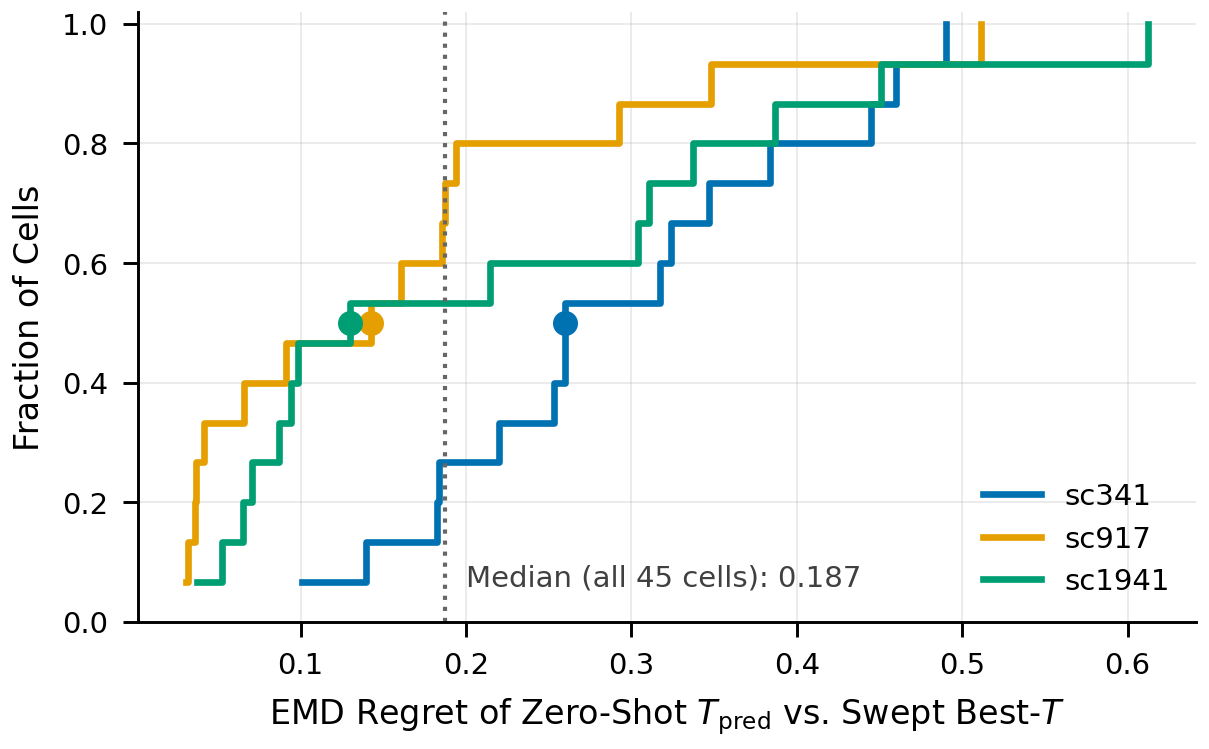 1.0
0.8
0.6
0.4
0.2
0.0
Fraction of Cells
sc341
sc917
sc1941
Median (all 45 cells): 0.187
0.1 0.2 0.3 0.4 0.5 0.6
EMD Regret of Zero-Shot T_pred vs. Swept Best-T